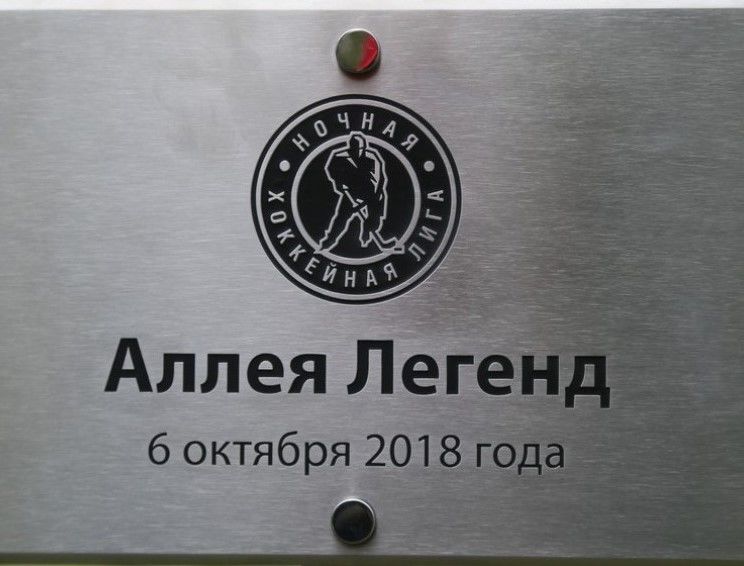 НОЧНАЯ
ХОККЕЙНАЯ ЛИГА
Аллея Легенд
6 октября 2018 года